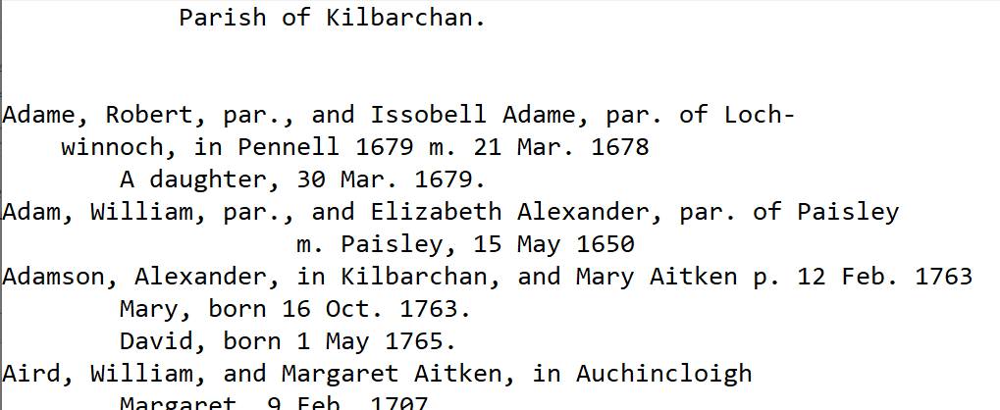 Parish of Kilbarchan.
Adame, Robert, par., and Issobell Adame, par. of Loch-
winnoch, in Pennell 1679 m. 21 Mar. 1678
A daughter, 30 Mar. 1679.
Adam, William, par., and Elizabeth Alexander, par. of Paisley
m. Paisley, 15 May 1650
Adamson, Alexander, in Kilbarchan, and Mary Aitken p. 12 Feb. 1763
Mary, born 16 Oct. 1763.
David, born 1 May 1765.
Aird, William, and Margaret Aitken, in Auchincloigh
Margaret, 9 Feb. 1707